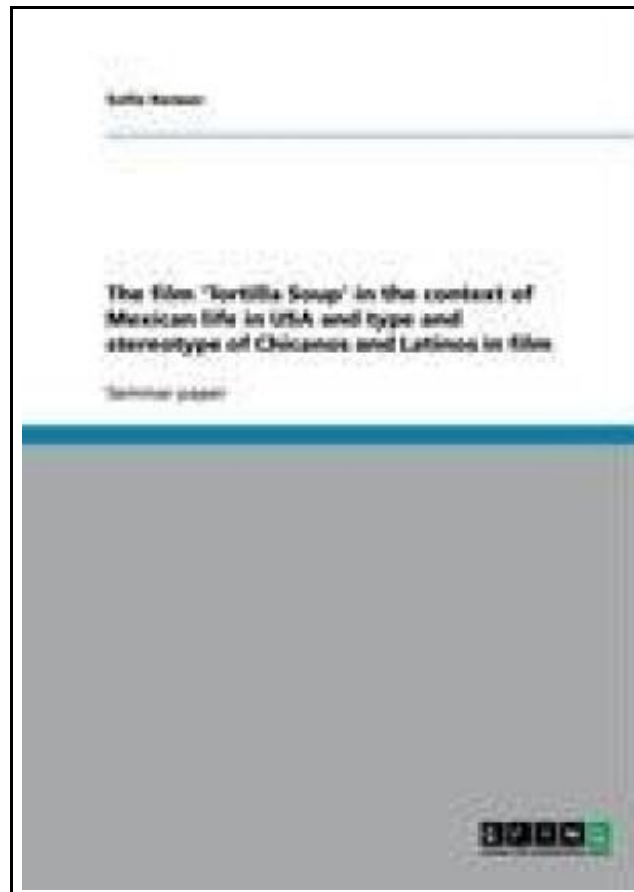 The film 'Tortilla Soup' in the context of
Mexican life in USA and type and
stereotype of Chicanos and Latinos in film
Seminar paper